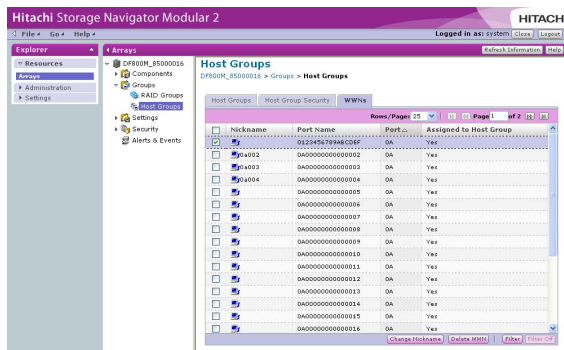 Hitachi Storage Navigator Modular 2
HITACH
File Go Help
Logged in as: system Close Logout
Explorer
Arrays
Refresh Information Help
Resources
Arrays
Administration
Settings
DF800M_85000016
Components
Groups
RAID Groups
Host Groups
Settings
Security
Alerts & Events
Host Groups
DF800M_85000016 > Groups > Host Groups
Host Groups Host Group Security WWNs
Rows/Page: 25 Page 1 of 2
Nickname Port Name Port Assigned to Host Group
0123456789ABCDEF 0A Yes
0a002 0A00000000000002 0A Yes
0a003 0A00000000000003 0A Yes
0a004 0A00000000000004 0A Yes
0A00000000000005 0A Yes
0A00000000000006 0A Yes
0A00000000000007 0A Yes
0A00000000000008 0A Yes
0A00000000000009 0A Yes
0A00000000000010 0A Yes
0A00000000000011 0A Yes
0A00000000000012 0A Yes
0A00000000000013 0A Yes
0A00000000000014 0A Yes
0A00000000000015 0A Yes
0A00000000000016 0A Yes
Change Nickname Delete WWN Filter Filter Off